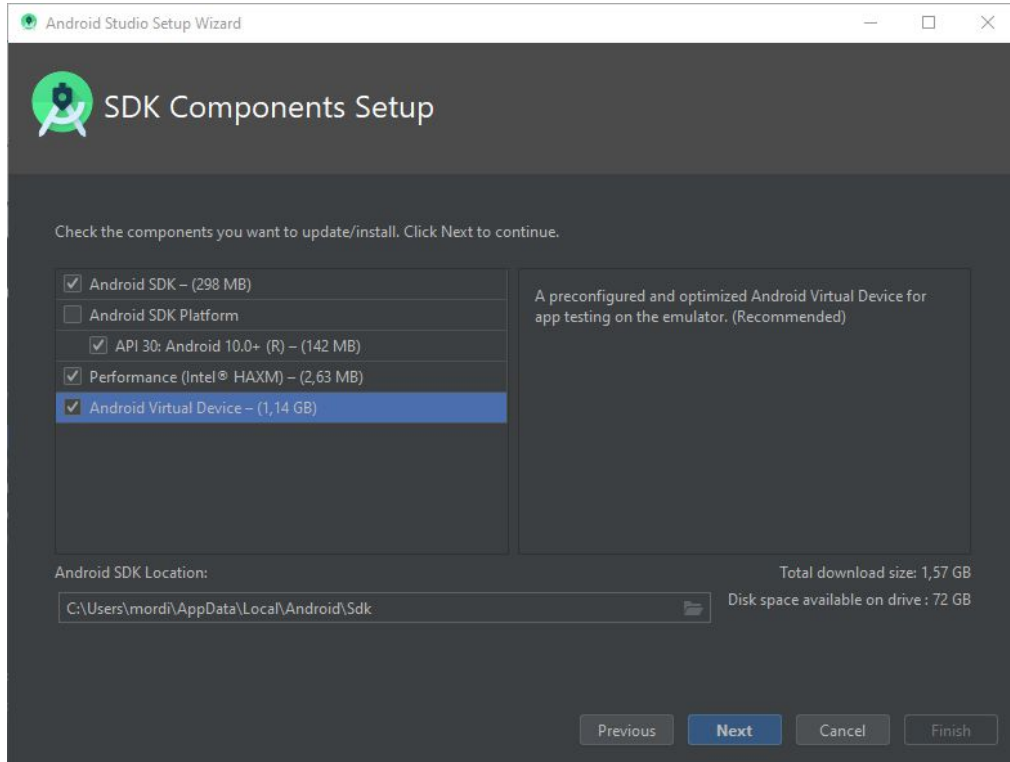 Android Studio Setup Wizard
SDK Components Setup
Check the components you want to update/install. Click Next to continue.
Android SDK – (298 MB)
Android SDK Platform
API 30: Android 10.0+ (R) – (142 MB)
Performance (Intel® HAXM) – (2,63 MB)
Android Virtual Device – (1,14 GB)
A preconfigured and optimized Android Virtual Device for
app testing on the emulator. (Recommended)
Android SDK Location:
Total download size: 1,57 GB
C:\Users\mordi\AppData\Local\Android\Sdk
Disk space available on drive : 72 GB
Previous
Next
Cancel
Finish